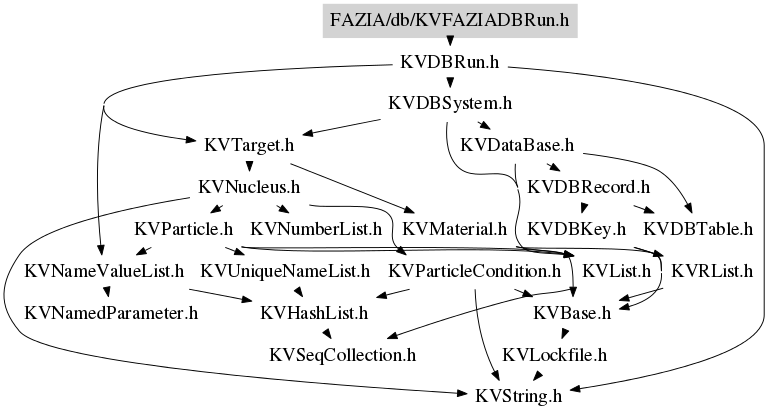 FAZIA/db/KVFAZIADBRun.h
KVDBRun.h
KVDBSystem.h
KVTarget.h
KVDataBase.h
KVNucleus.h
KVDBRecord.h
KVParticle.h
KVNumberList.h
KVMaterial.h
KVDBKey.h
KVDBTable.h
KVNameValueList.h
KVUniqueNameList.h
KVParticleCondition.h
KVList.h
KVRList.h
KVNamedParameter.h
KVHashList.h
KVBase.h
KVSeqCollection.h
KVLockfile.h
KVString.h